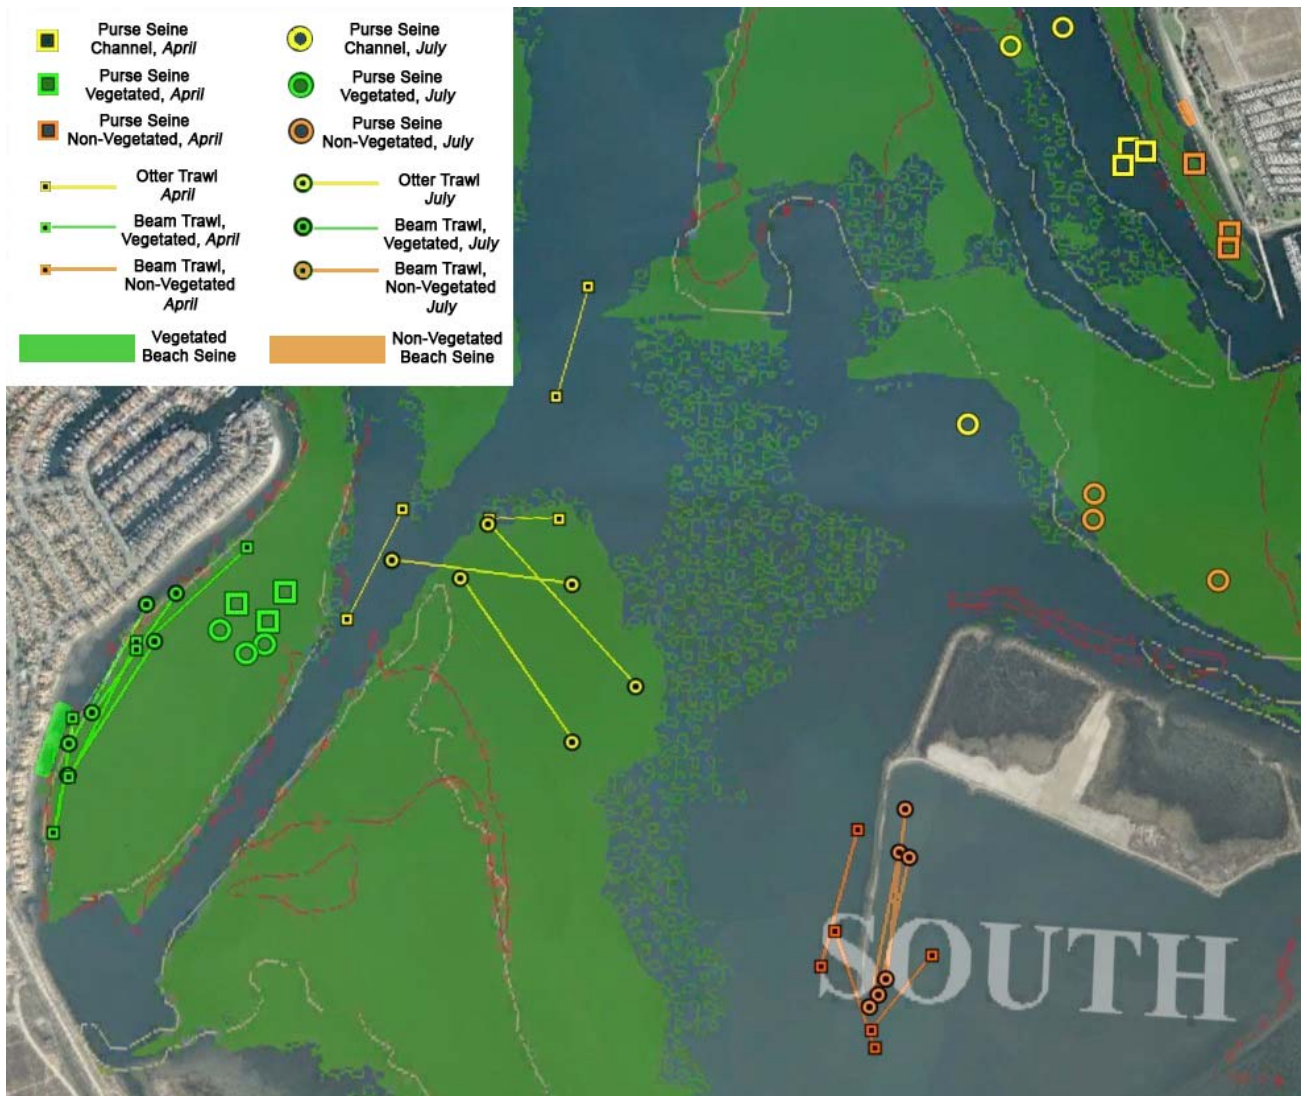 Purse Seine
Channel, April
Purse Seine
Channel, July
Purse Seine
Vegetated, April
Purse Seine
Vegetated, July
Purse Seine
Non-Vegetated, April
Purse Seine
Non-Vegetated, July
Otter Trawl
April
Otter Trawl
July
Beam Trawl,
Vegetated, April
Beam Trawl,
Vegetated, July
Beam Trawl,
Non-Vegetated
April
Beam Trawl,
Non-Vegetated
July
Vegetated
Beach Seine
Non-Vegetated
Beach Seine
SOUTH